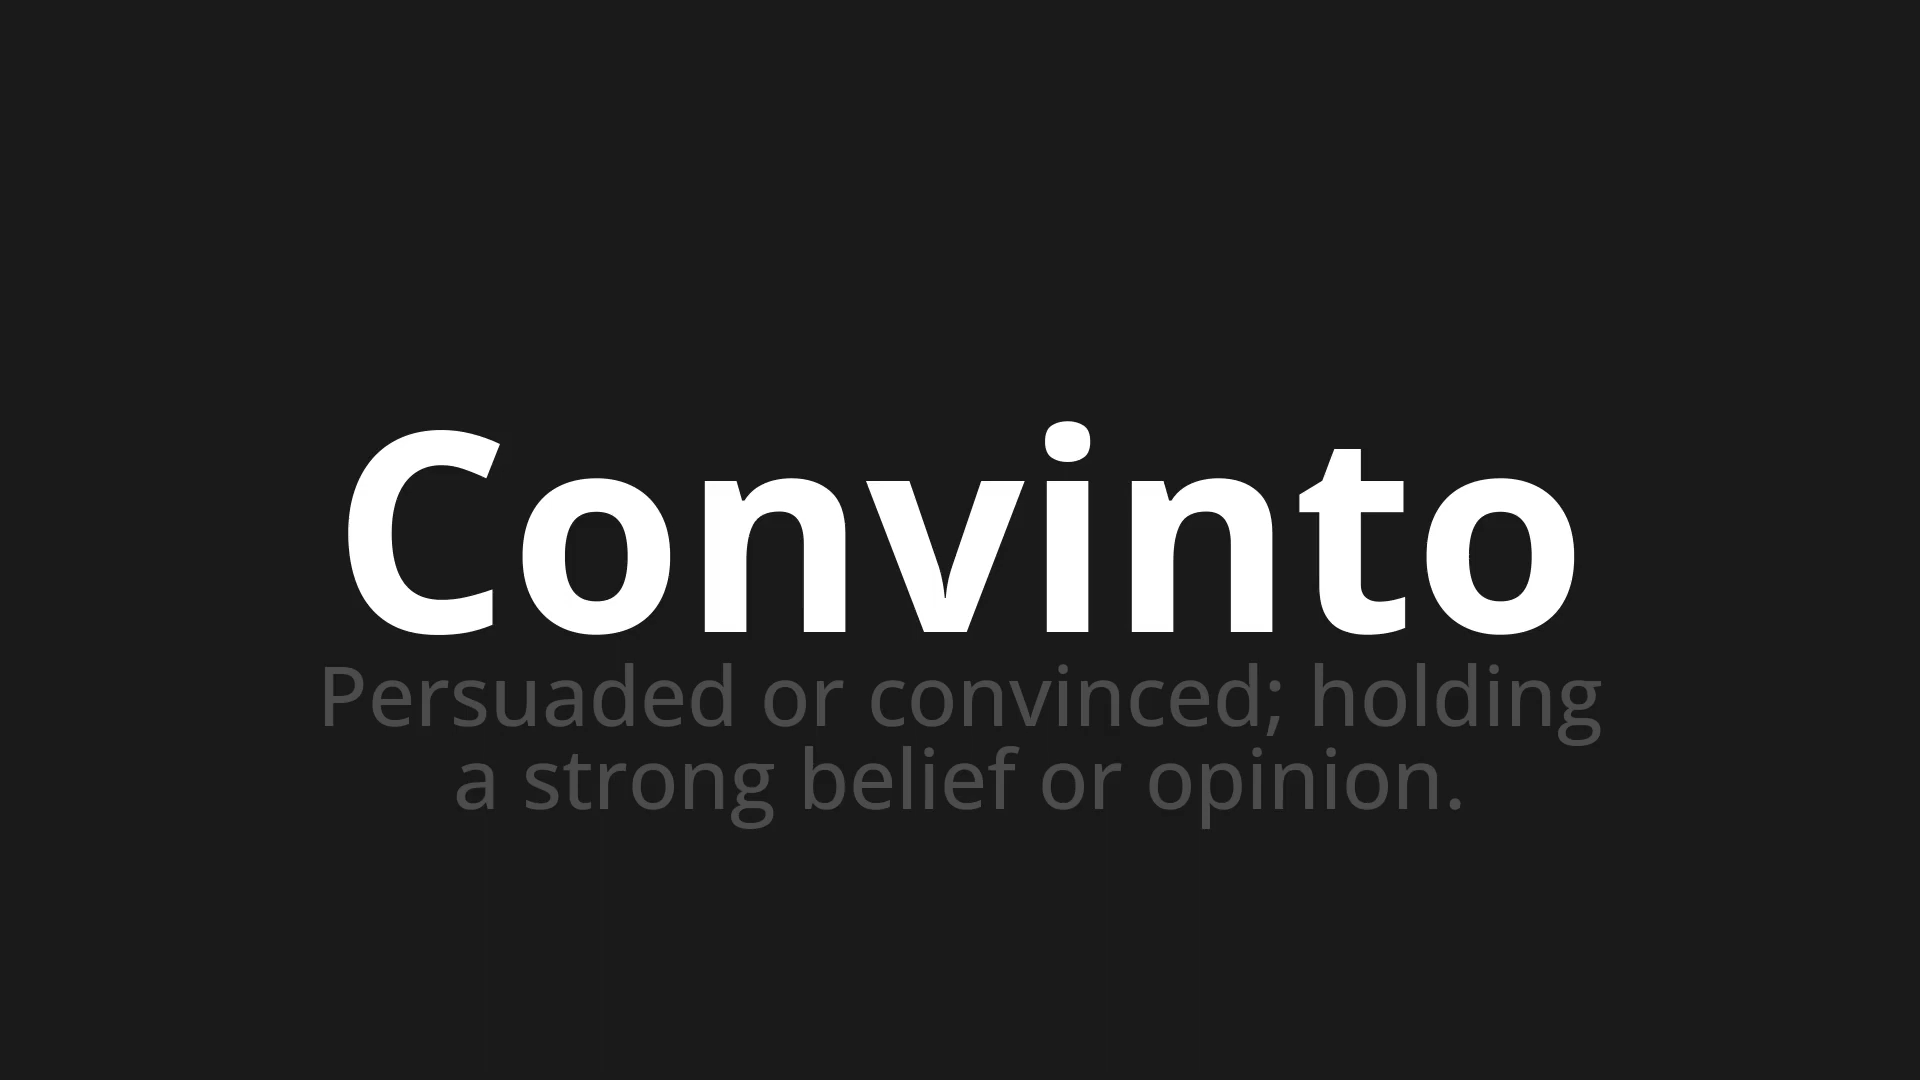 Convinto
Persuaded or convinced; holding
a strong belief or opinion.